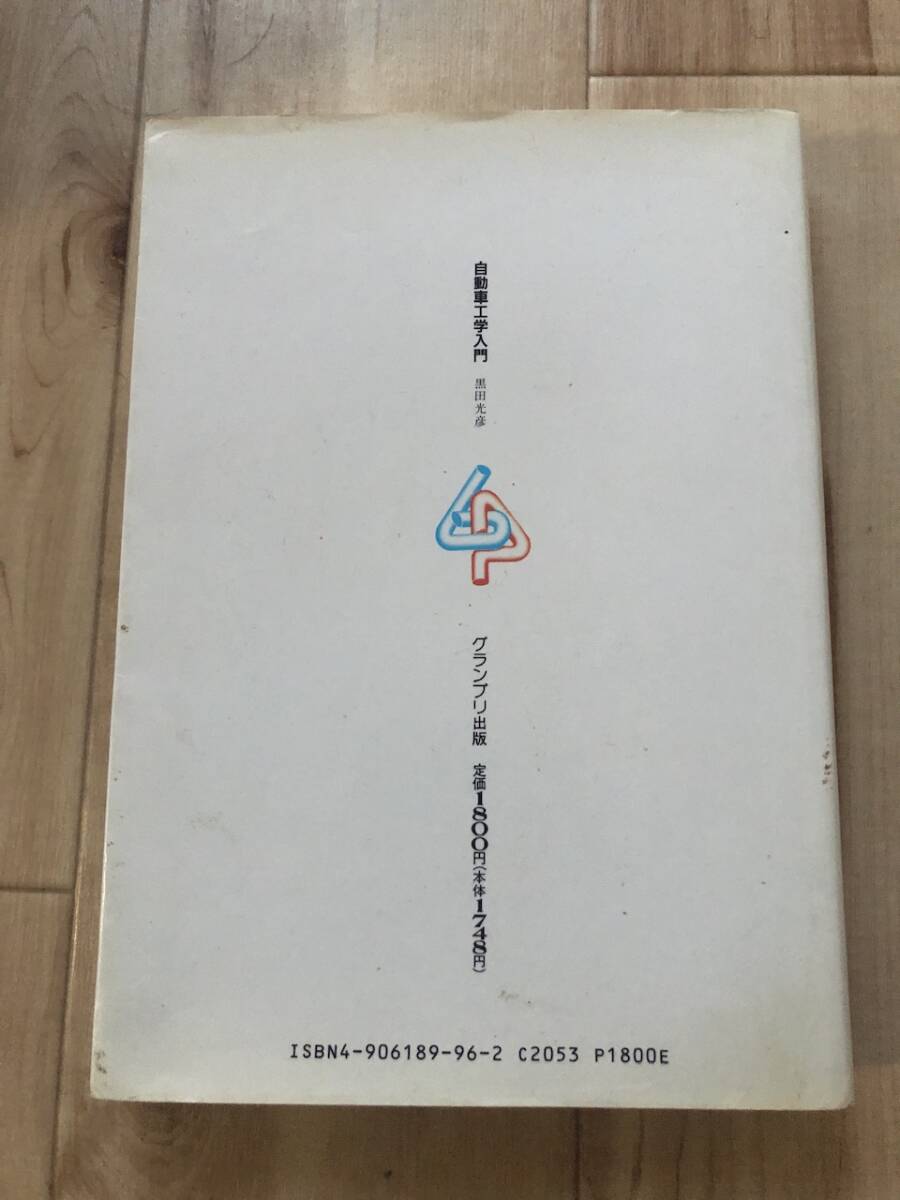 自動車工学入門
黒田光彦
GP
グランプリ出版
定価1800円(本体1748円)
ISBN4-906189-96-2 C2053 P1800E